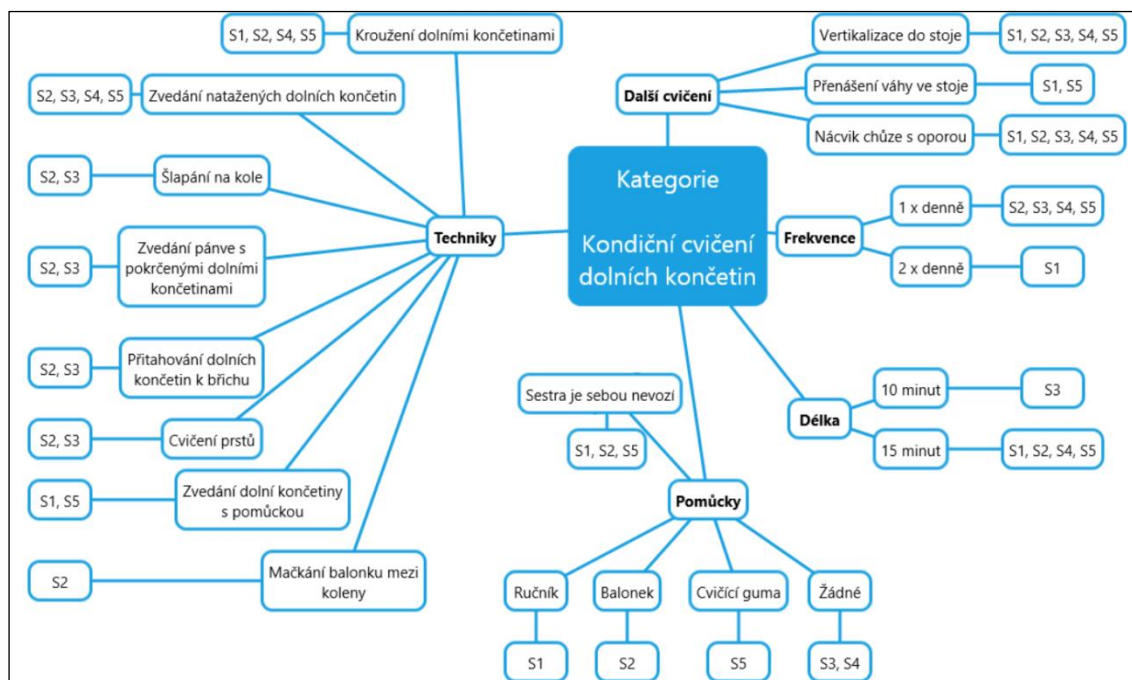 Kategorie
Kondiční cvičení
dolních končetin
Techniky
S1, S2, S4, S5
Kroužení dolními končetinami
S2, S3, S4, S5
Zvedání natažených dolních končetin
S2, S3
Šlapání na kole
S2, S3
Zvedání pánve s
pokrčenými dolními
končetinami
S2, S3
Přitahování dolních
končetin k břichu
S2, S3
Cvičení prstů
S1, S5
Zvedání dolní končetiny
s pomůckou
S2
Mačkání balonku mezi
koleny
Další cvičení
Vertikalizace do stoje
S1, S2, S3, S4, S5
Přenášení váhy ve stoje
S1, S5
Nácvik chůze s oporou
S1, S2, S3, S4, S5
Frekvence
1 x denně
S2, S3, S4, S5
2 x denně
S1
Délka
10 minut
S3
15 minut
S1, S2, S4, S5
Sestra je sebou nevozí
S1, S2, S5
Pomůcky
Ručník
Balonek
Cvičící guma
Žádné
S1
S2
S5
S3, S4